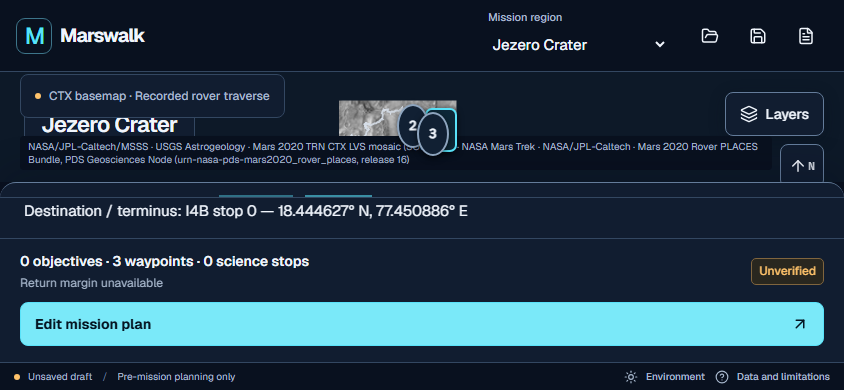 M Marswalk
Mission region
Jezero Crater
CTX basemap · Recorded rover traverse
Jezero Crater
2
3
Layers
NASA/JPL-Caltech/MSSS · USGS Astrogeology · Mars 2020 TRN CTX LVS mosaic · NASA Mars Trek · NASA/JPL-Caltech · Mars 2020 Rover PLACES
Bundle, PDS Geosciences Node (urn-nasa-pds-mars2020_rover_places, release 16)
N
Destination / terminus: I4B stop 0 — 18.444627° N, 77.450886° E
0 objectives · 3 waypoints · 0 science stops
Return margin unavailable
Unverified
Edit mission plan
Unsaved draft / Pre-mission planning only
Environment
Data and limitations